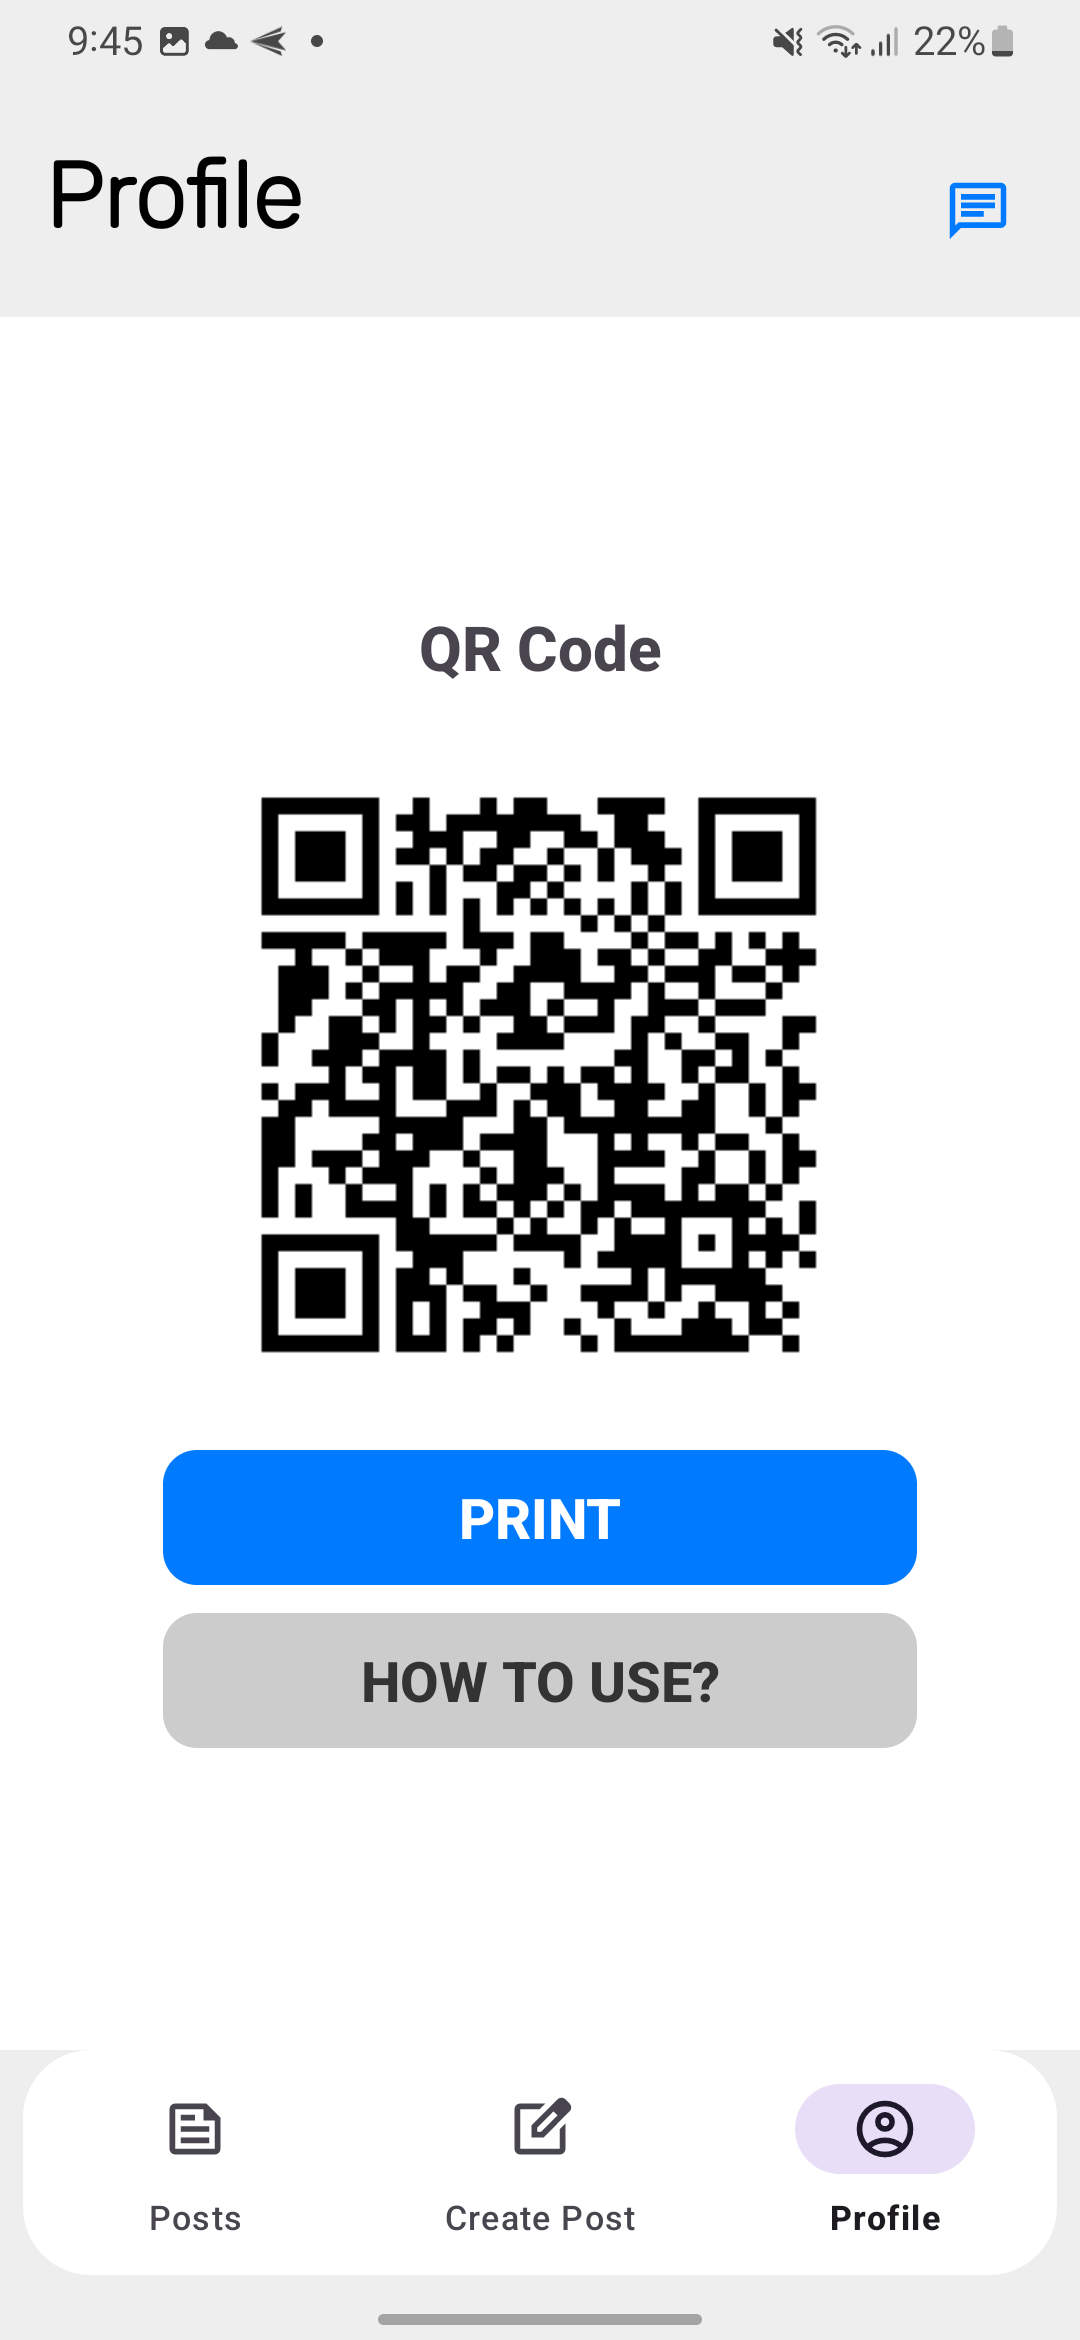 9:45
22%
Profile
QR Code
PRINT
HOW TO USE?
Posts
Create Post
Profile